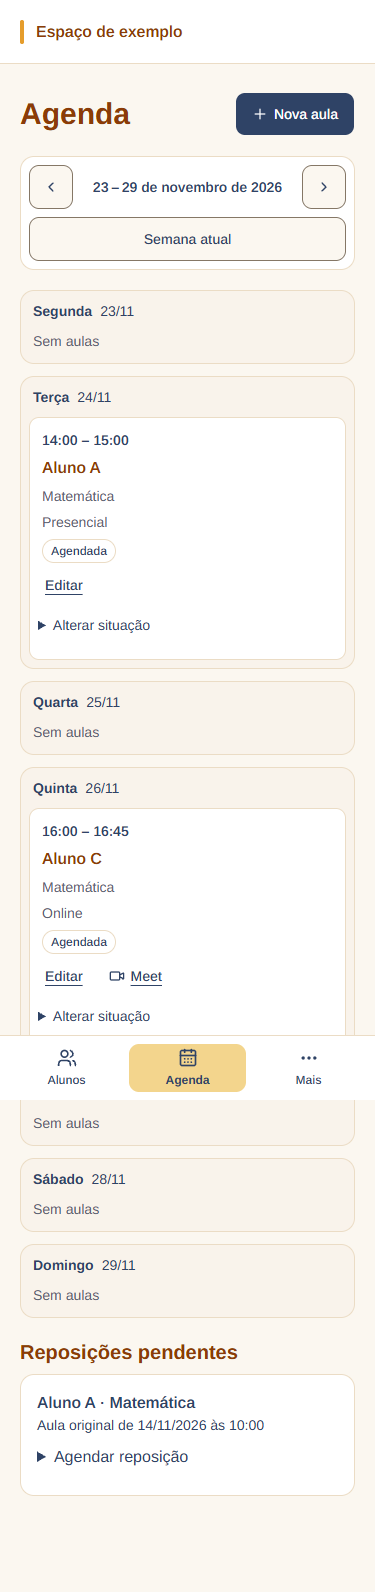 Espaço de exemplo
Agenda
Nova aula
23 – 29 de novembro de 2026
Semana atual
Segunda 23/11
Sem aulas
Terça 24/11
14:00 – 15:00
Aluno A
Matemática
Presencial
Agendada
Editar
Alterar situação
Quarta 25/11
Sem aulas
Quinta 26/11
16:00 – 16:45
Aluno C
Matemática
Online
Agendada
Editar Meet
Alterar situação
Alunos Agenda Mais
Sem aulas
Sábado 28/11
Sem aulas
Domingo 29/11
Sem aulas
Reposições pendentes
Aluno A · Matemática
Aula original de 14/11/2026 às 10:00
Agendar reposição